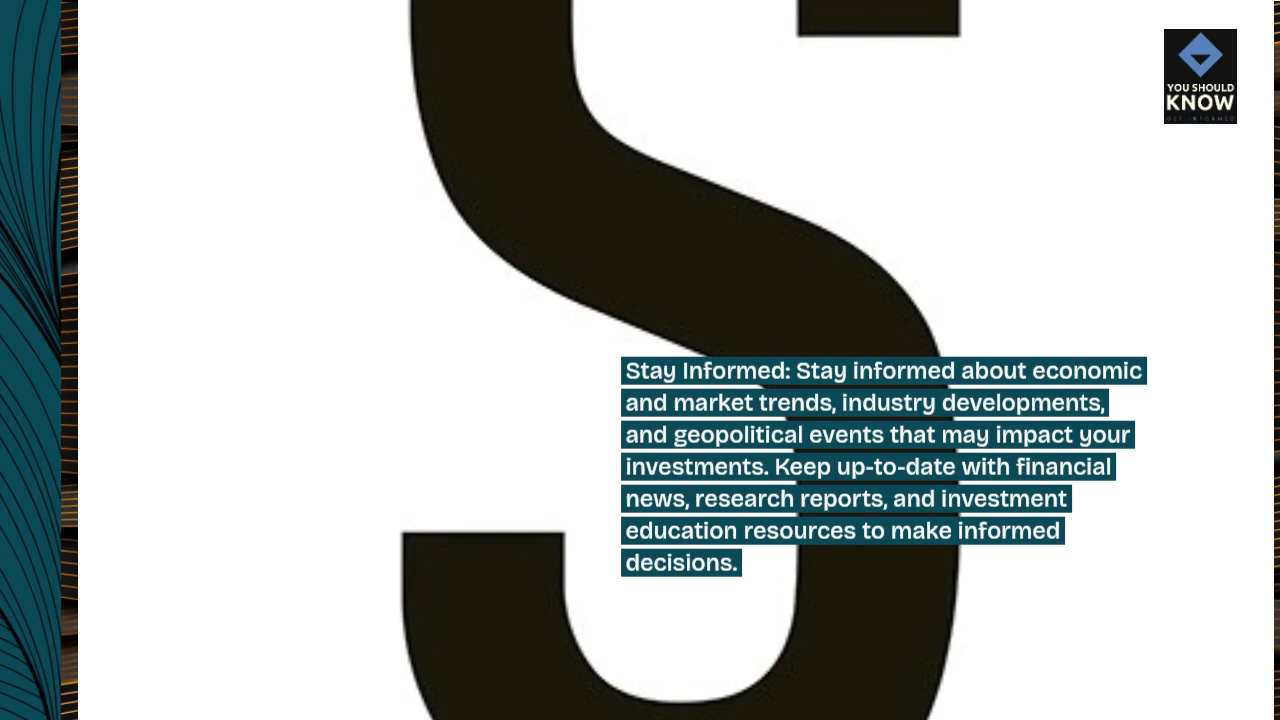 YOU SHOULD
KNOW
GET INFORMED
Stay Informed: Stay informed about economic
and market trends, industry developments,
and geopolitical events that may impact your
investments. Keep up-to-date with financial
news, research reports, and investment
education resources to make informed
decisions.
S